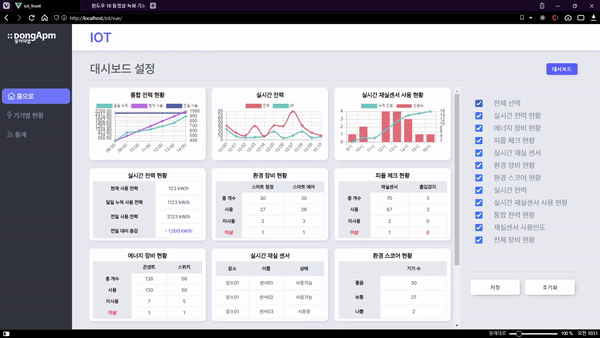 iot_front
윈도우 10 동영상 녹화 가스
http://localhost/iot/vue/
DongApm
동아피엠
IOT
홈으로
기기별 현황
통계
대시보드 설정
대시보드
통합 전력 현황
실시간 전력
실시간 재실센서 사용 현황
실시간 전력 현황
현재 사용 전력 123 kW/h
일일 누적 사용 전력 1123 kW/h
전일 사용 전력 2123 kW/h
전일 대비 증감 - 1,000 kW/h
환경 장비 현황
스마트 청정 스마트 에어
총 개수 30 30
사용 27 26
미사용 2 3
이상 1 1
피플 체크 현황
재실센서 출입감지
총 개수 70 3
사용 67 3
미사용 2 0
이상 1 0
에너지 장비 현황
콘센트 스위치
총 개수 138 56
사용 130 50
미사용 7 5
이상 1 1
실시간 재실 센서
장소 이름 상태
장소01 센서01 사용가능
장소01 센서02 사용가능
장소01 센서03 사용중
환경 스코어 현황
기기 수
좋음 30
보통 27
나쁨 2
전체 선택
실시간 전력 현황
에너지 장비 현황
피플 체크 현황
실시간 재실 센서
환경 장비 현황
환경 스코어 현황
실시간 전력
실시간 재실센서 사용 현황
통합 전력 현황
재실센서 사용빈도
전체 장비 현황
저장
초기화
원래대로
100 %
오전 10:51